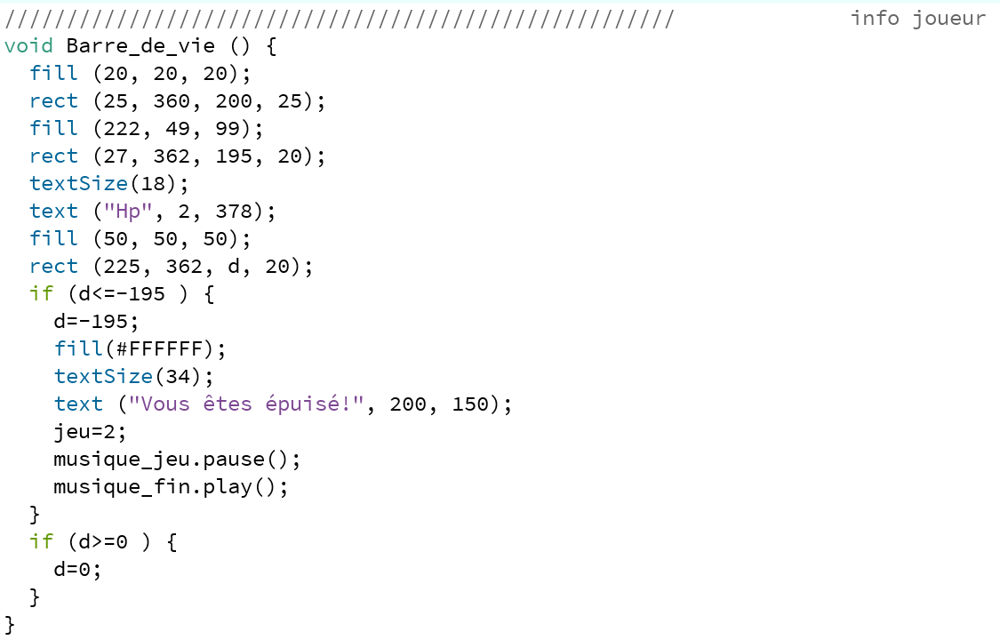 ////////////////////////////////////////////////////// info joueur
void Barre_de_vie () {
  fill (20, 20, 20);
  rect (25, 360, 200, 25);
  fill (222, 49, 99);
  rect (27, 362, 195, 20);
  textSize(18);
  text ("Hp", 2, 378);
  fill (50, 50, 50);
  rect (225, 362, d, 20);
  if (d<=-195 ) {
    d=-195;
    fill(#FFFFFF);
    textSize(34);
    text ("Vous êtes épuisé!", 200, 150);
    jeu=2;
    musique_jeu.pause();
    musique_fin.play();
  }
  if (d>=0 ) {
    d=0;
  }
}